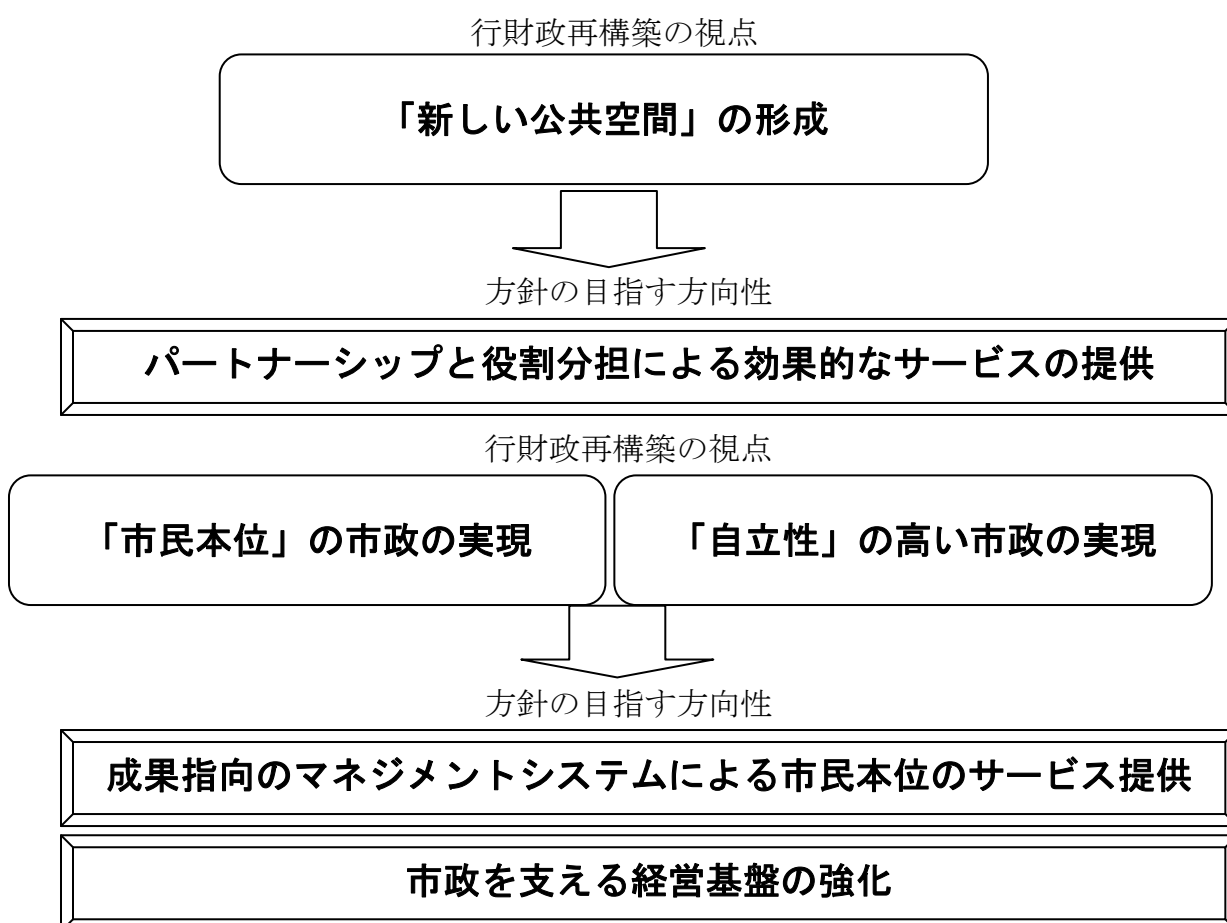 行財政再構築の視点
「新しい公共空間」の形成
方針の目指す方向性
パートナーシップと役割分担による効果的なサービスの提供
行財政再構築の視点
「市民本位」の市政の実現
「自立性」の高い市政の実現
方針の目指す方向性
成果指向のマネジメントシステムによる市民本位のサービス提供
市政を支える経営基盤の強化